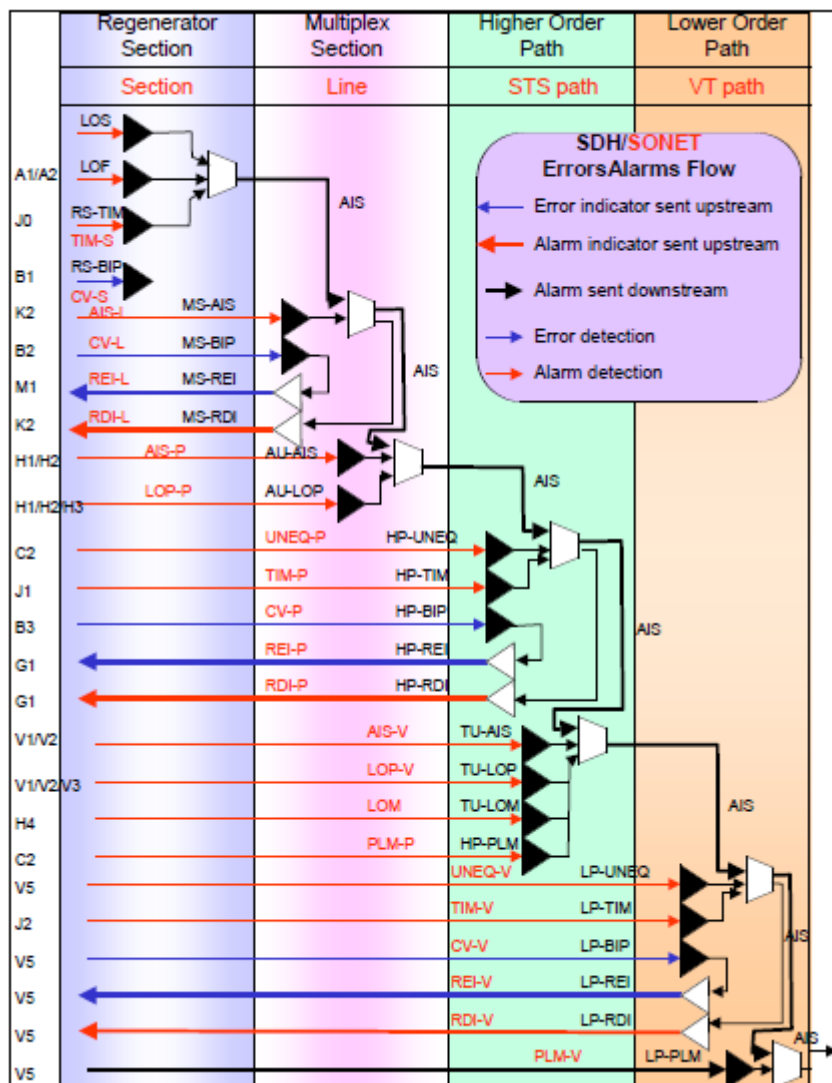 Regenerator Section
Multiplex Section
Higher Order Path
Lower Order Path
Section
Line
STS path
VT path
SDH/SONET
ErrorsAlarms Flow
Error indicator sent upstream
Alarm indicator sent upstream
Alarm sent downstream
Error detection
Alarm detection
LOS
A1/A2
LOF
AIS
J0
RS-TIM
TIM-S
B1
RS-BIP
CV-S
K2
AIS-L
MS-AIS
B2
CV-L
MS-BIP
AIS
M1
REI-L
MS-REI
K2
RDI-L
MS-RDI
H1/H2
AIS-P
AU-AIS
AIS
H1/H2/H3
LOP-P
AU-LOP
C2
UNEQ-P
HP-UNEQ
J1
TIM-P
HP-TIM
B3
CV-P
HP-BIP
AIS
G1
REI-P
HP-REI
G1
RDI-P
HP-RDI
V1/V2
AIS-V
TU-AIS
V1/V2/V3
LOP-V
TU-LOP
AIS
H4
LOM
TU-LOM
C2
PLM-P
HP-PLM
V5
UNEQ-V
LP-UNEQ
J2
TIM-V
LP-TIM
AIS
V5
CV-V
LP-BIP
V5
REI-V
LP-REI
V5
RDI-V
LP-RDI
AIS
V5
PLM-V
LP-PLM